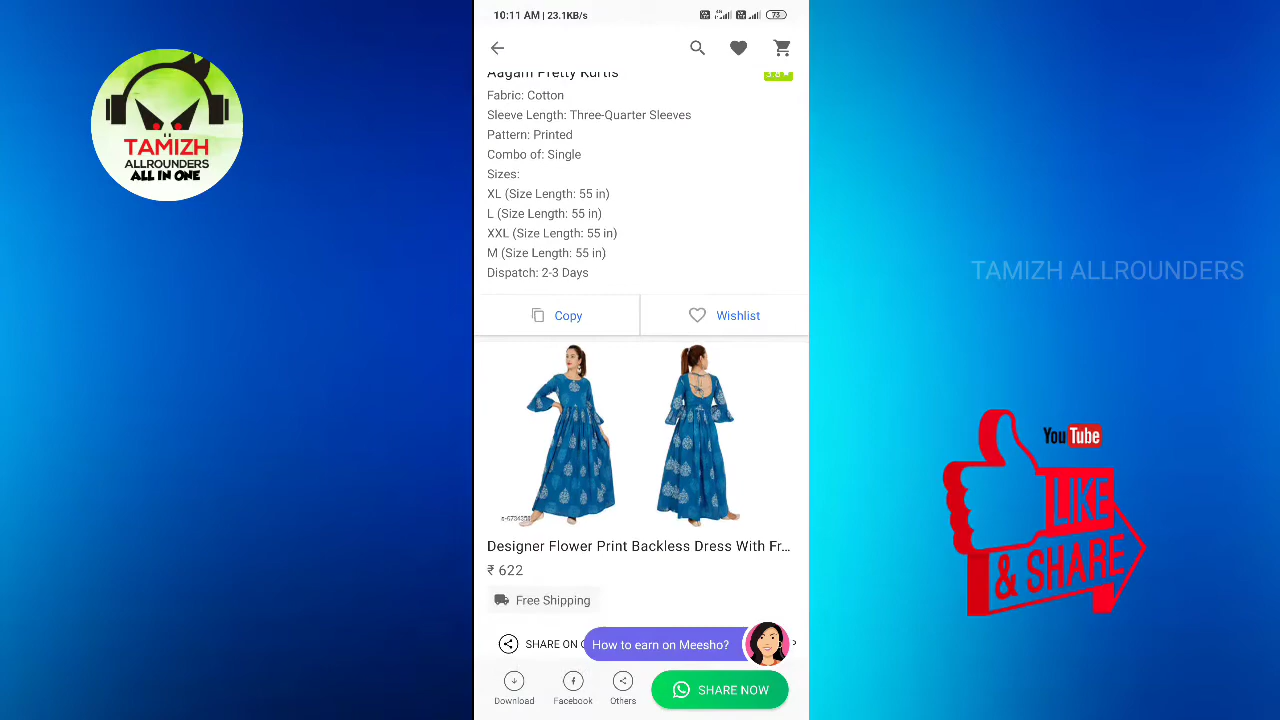 10:11 AM | 23.1KB/s
73
TAMIZH
ALLROUNDERS
ALL IN ONE
Aagam Pretty Kurtis
3.8 ★
Fabric: Cotton
Sleeve Length: Three-Quarter Sleeves
Pattern: Printed
Combo of: Single
Sizes:
XL (Size Length: 55 in)
L (Size Length: 55 in)
XXL (Size Length: 55 in)
M (Size Length: 55 in)
Dispatch: 2-3 Days
Copy
Wishlist
TAMIZH ALLROUNDERS
Designer Flower Print Backless Dress With Fr...
₹ 622
Free Shipping
SHARE ON
How to earn on Meesho?
Download
Facebook
Others
SHARE NOW
YouTube
LIKE
& SHARE